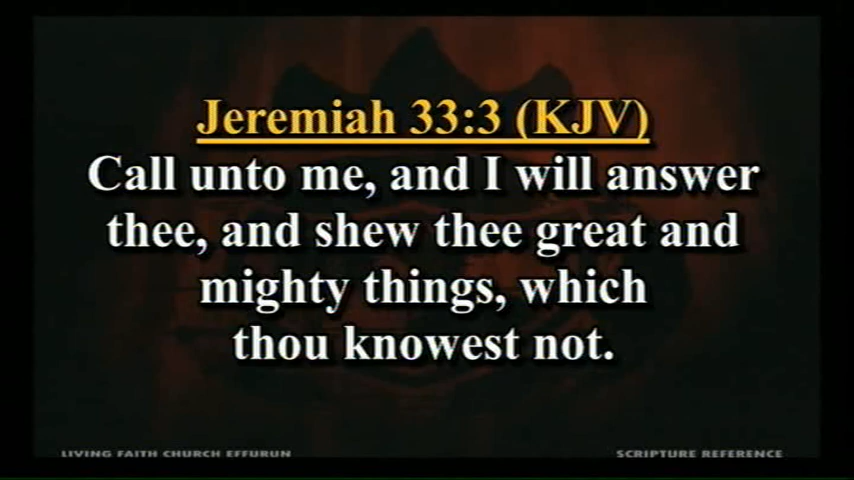 Jeremiah 33:3 (KJV)
Call unto me, and I will answer
thee, and shew thee great and
mighty things, which
thou knowest not.
LIVING FAITH CHURCH EFFURUN
SCRIPTURE REFERENCE